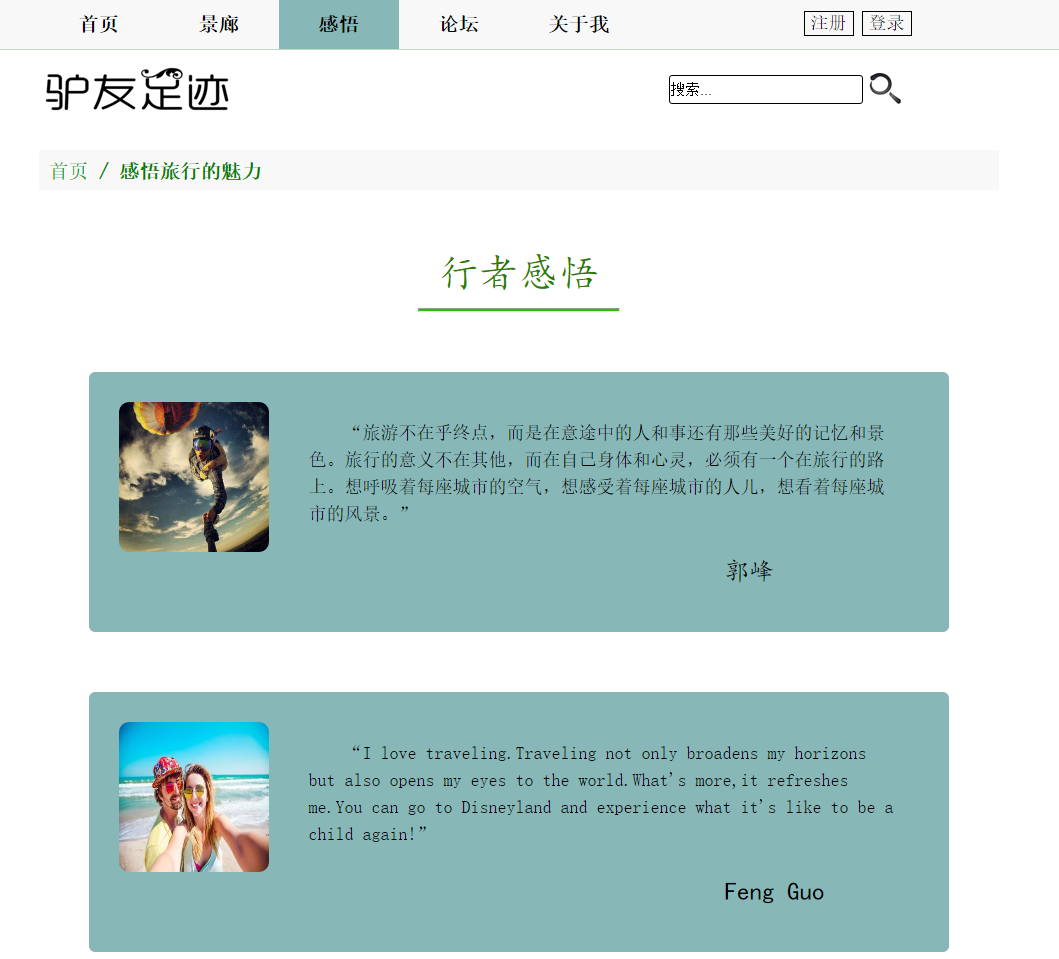 首页 景廊 感悟 论坛 关于我 注册 登录
驴友足迹 搜索...
首页 / 感悟旅行的魅力
行者感悟
“旅游不在乎终点，而是在意途中的人和事还有那些美好的记忆和景
色。旅行的意义不在其他，而在自己身体和心灵，必须有一个在旅行的路
上。想呼吸着每座城市的空气，想感受着每座城市的人儿，想看着每座城
市的风景。”
郭峰
“I love traveling.Traveling not only broadens my horizons
but also opens my eyes to the world.What's more,it refreshes
me.You can go to Disneyland and experience what it's like to be a
child again!”
Feng Guo